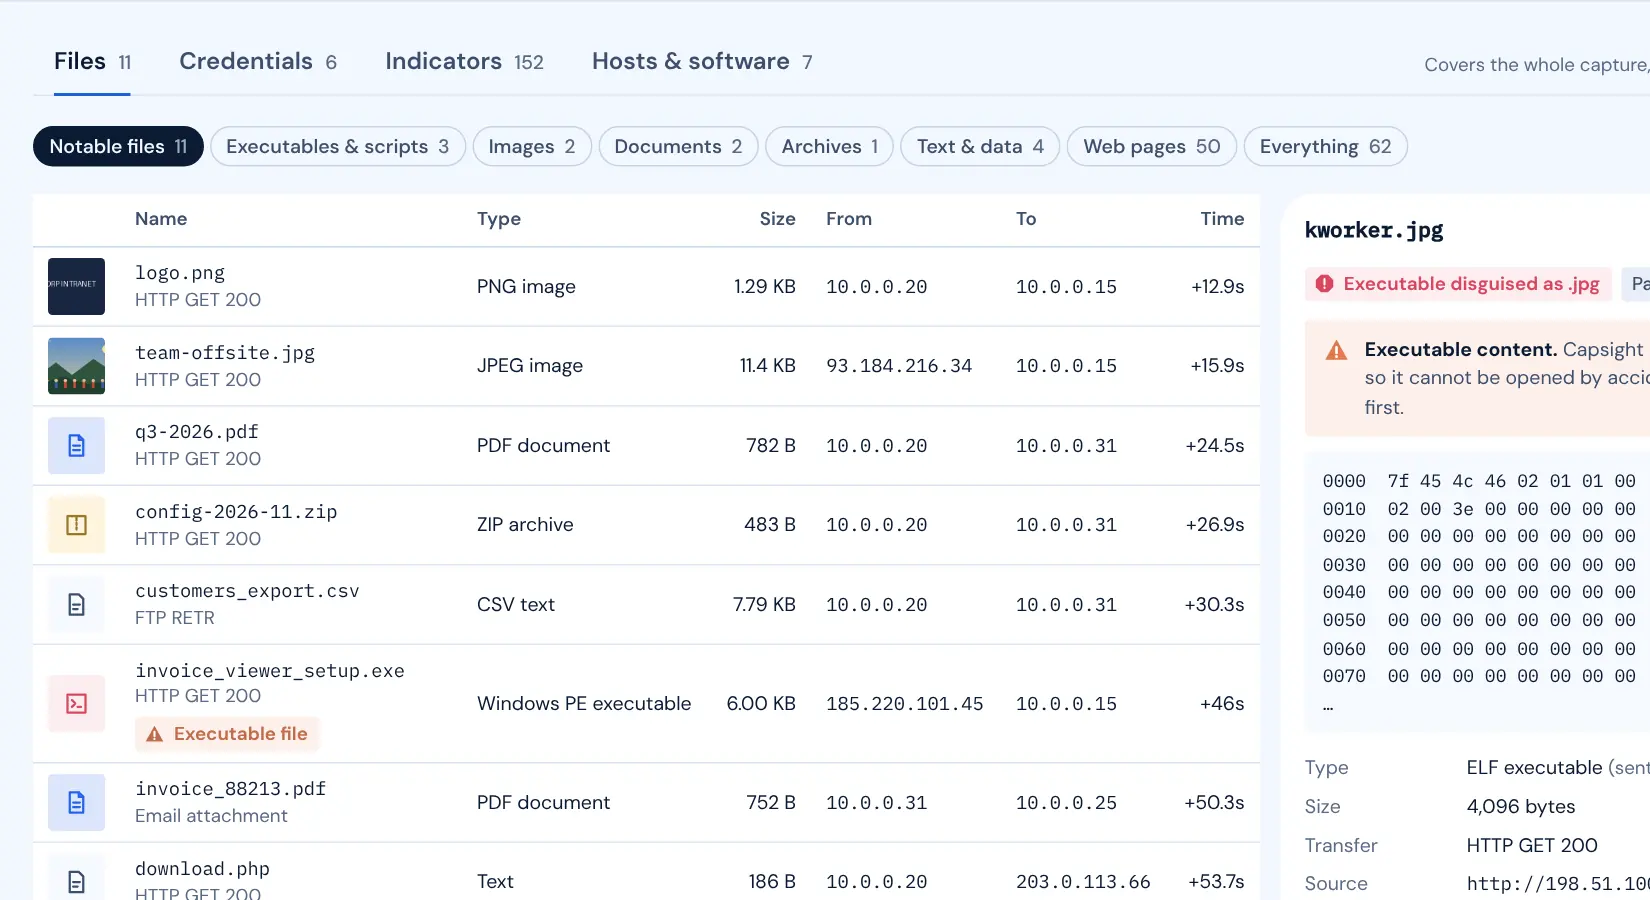 Files 11 Credentials 6 Indicators 152 Hosts & software 7
Covers the whole capture,
Notable files 11 Executables & scripts 3 Images 2 Documents 2 Archives 1 Text & data 4 Web pages 50 Everything 62
Name Type Size From To Time
logo.png
HTTP GET 200
PNG image 1.29 KB 10.0.0.20 10.0.0.15 +12.9s
team-offsite.jpg
HTTP GET 200
JPEG image 11.4 KB 93.184.216.34 10.0.0.15 +15.9s
q3-2026.pdf
HTTP GET 200
PDF document 782 B 10.0.0.20 10.0.0.31 +24.5s
config-2026-11.zip
HTTP GET 200
ZIP archive 483 B 10.0.0.20 10.0.0.31 +26.9s
customers_export.csv
FTP RETR
CSV text 7.79 KB 10.0.0.20 10.0.0.31 +30.3s
invoice_viewer_setup.exe
HTTP GET 200
Executable file
Windows PE executable 6.00 KB 185.220.101.45 10.0.0.15 +46s
invoice_88213.pdf
Email attachment
PDF document 752 B 10.0.0.31 10.0.0.25 +50.3s
download.php
HTTP GET 200
Text 186 B 10.0.0.20 203.0.113.66 +53.7s
kworker.jpg
Executable disguised as .jpg
Executable content. Capsight
so it cannot be opened by
first.
0000 7f 45 4c 46 02 01 01 00
0010 02 00 3e 00 00 00 00 00
0020 00 00 00 00 00 00 00 00
0030 00 00 00 00 00 00 00 00
0040 00 00 00 00 00 00 00 00
0050 00 00 00 00 00 00 00 00
0060 00 00 00 00 00 00 00 00
0070 00 00 00 00 00 00 00 00
…
Type ELF executable (sent
Size 4,096 bytes
Transfer HTTP GET 200
Source http://198.51.100